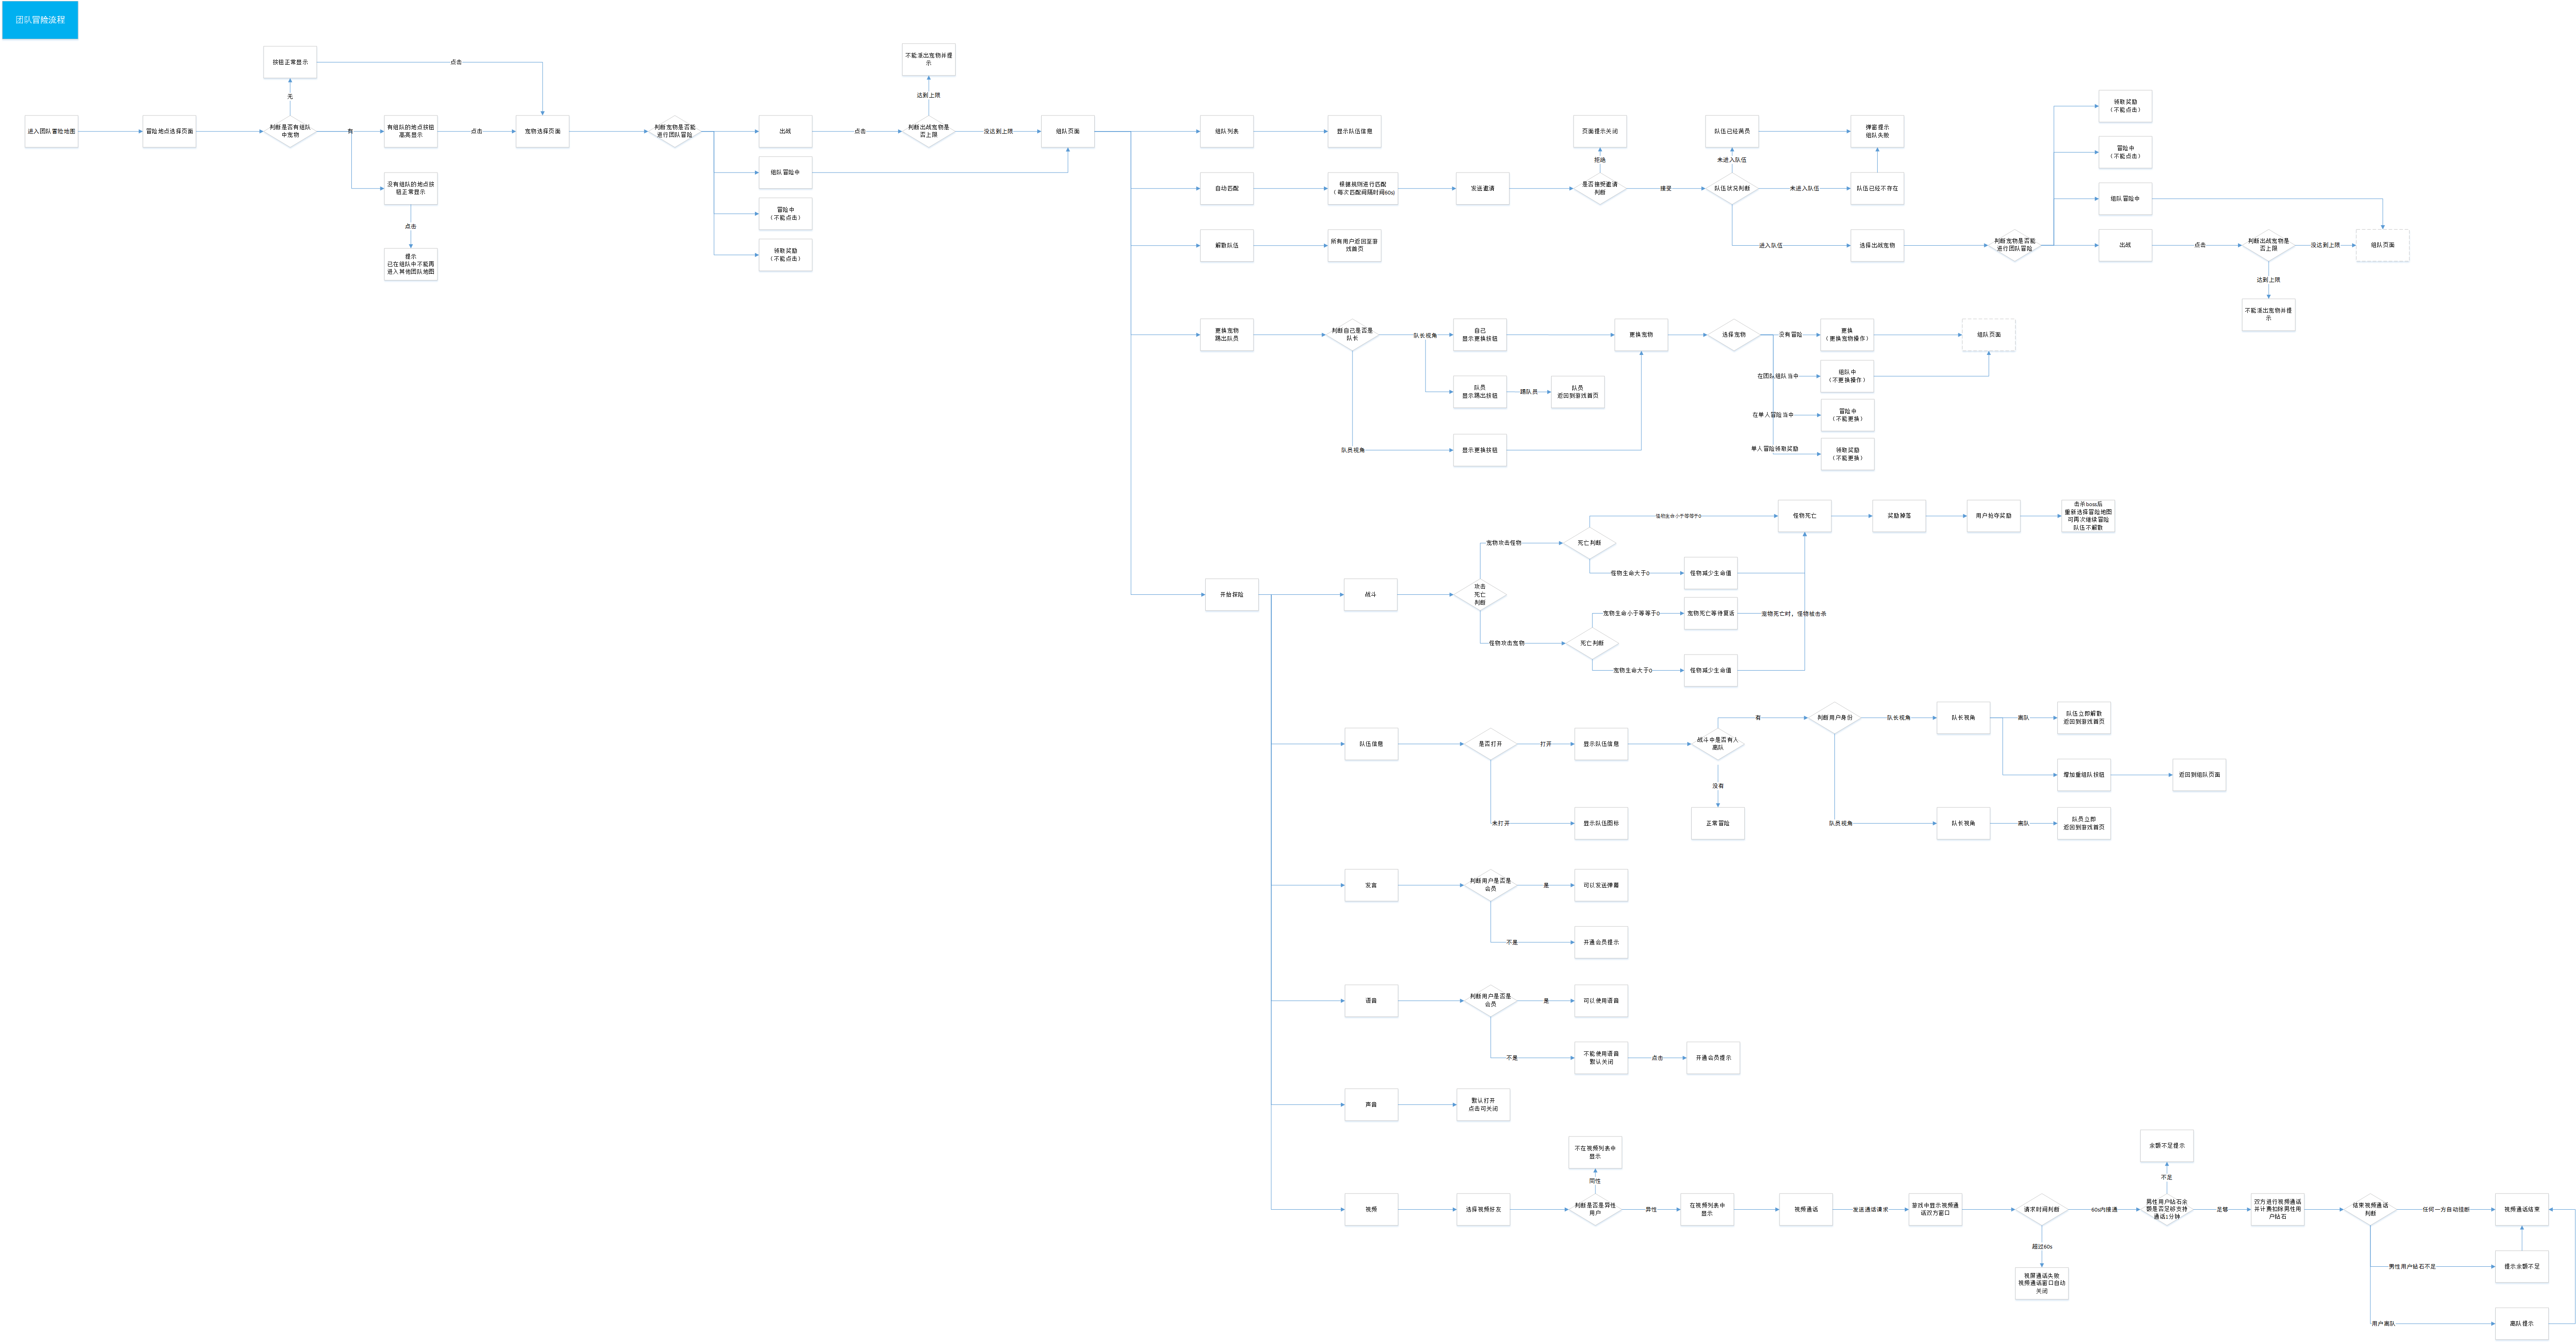 团队冒险流程
进入团队冒险地图
冒险地点选择页面
判断是否有组队
中宠物
无
按钮正常显示
点击
有
有组队的地点按钮
高亮显示
点击
没有组队的地点按
钮正常显示
点击
提示
已在组队中不能再
进入其他团队地图
宠物选择页面
判断宠物是否能
进行团队冒险
出战
组队冒险中
冒险中
（不能点击）
领取奖励
（不能点击）
点击
判断出战宠物是
否上限
达到上限
不能派出宠物并提
示
没达到上限
组队页面
组队列表
显示队伍信息
自动匹配
根据规则进行匹配
（每次匹配间隔时间60s）
发送邀请
是否接受邀请
判断
拒绝
页面提示关闭
接受
队伍状况判断
未进入队伍
队伍已经满员
未进入队伍
队伍已经不存在
弹窗提示
组队失败
进入队伍
选择出战宠物
判断宠物是否能
进行团队冒险
领取奖励
（不能点击）
冒险中
（不能点击）
组队冒险中
出战
点击
判断出战宠物是
否上限
没达到上限
组队页面
达到上限
不能派出宠物并提
示
解散队伍
所有用户返回至游
戏首页
更换宠物
踢出队员
判断自己是否是
队长
队长视角
自己
显示更换按钮
队员
显示踢出按钮
踢队员
队员
返回到游戏首页
队员视角
显示更换按钮
更换宠物
选择宠物
没有冒险
更换
（更换宠物操作）
组队页面
在团队组队当中
组队中
（不更换操作）
在单人冒险当中
冒险中
（不能更换）
单人冒险领取奖励
领取奖励
（不能更换）
开始探险
战斗
攻击
死亡
判断
宠物攻击怪物
死亡判断
怪物生命小于等等于0
怪物死亡
奖励掉落
用户抢夺奖励
击杀boss后
重新选择冒险地图
可再次继续冒险
队伍不解散
怪物生命大于0
怪物减少生命值
怪物攻击宠物
死亡判断
宠物生命小于等等于0
宠物死亡等待复活
宠物死亡时，怪物被击杀
宠物生命大于0
怪物减少生命值
队伍信息
是否打开
打开
显示队伍信息
战斗中是否有人
离队
有
判断用户身份
队长视角
队长视角
离队
队伍立即解散
返回到游戏首页
增加重组队按钮
返回到组队页面
没有
正常冒险
未打开
显示队伍图标
队员视角
队长视角
离队
队员立即
返回到游戏首页
发言
判断用户是否是
会员
是
可以发送弹幕
不是
开通会员提示
语音
判断用户是否是
会员
是
可以使用语音
不是
不能使用语音
默认关闭
点击
开通会员提示
声音
默认打开
点击可关闭
视频
选择视频好友
判断是否是异性
用户
同性
不在视频列表中
显示
异性
在视频列表中
显示
视频通话
发送通话请求
游戏中显示视频通
话双方窗口
请求时间判断
超过60s
视屏通话失败
视频通话窗口自动
关闭
60s内接通
男性用户钻石余
额是否足够支持
通话1分钟
不足
余额不足提示
足够
双方进行视频通话
并计费扣除男性用
户钻石
结束视频通话
判断
任何一方自动挂断
视频通话结束
男性用户钻石不足
提示余额不足
用户离队
离队提示